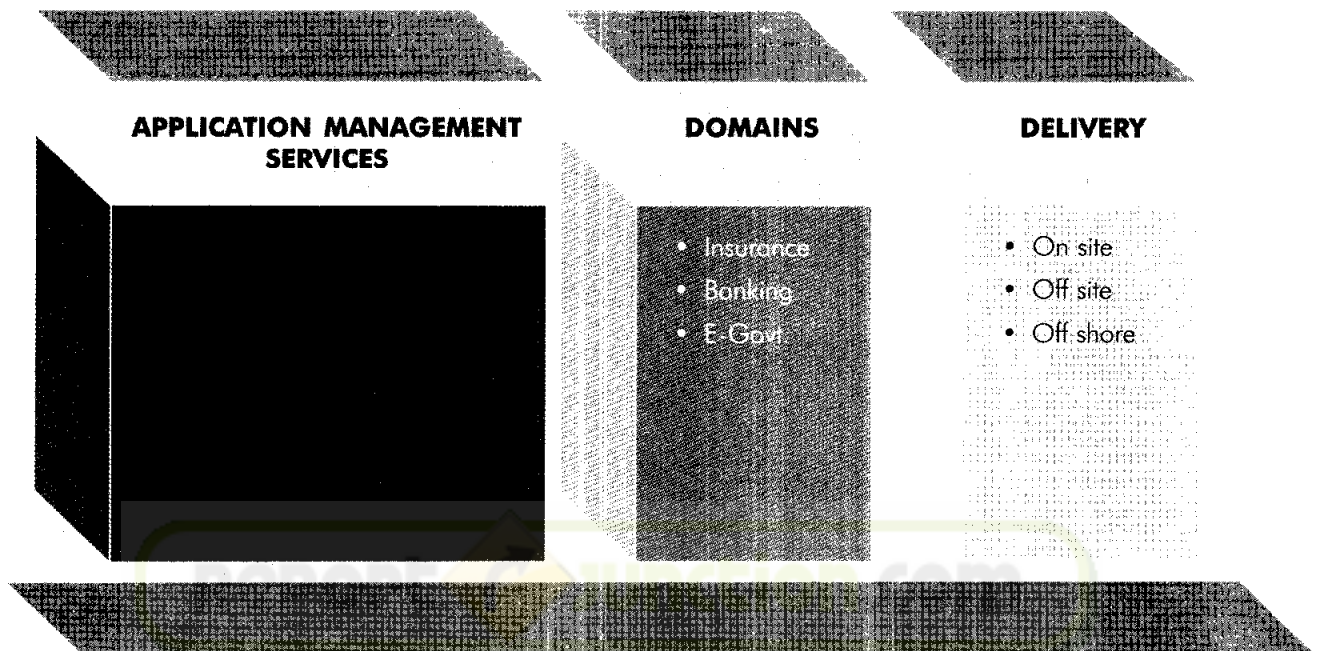 APPLICATION MANAGEMENT
SERVICES
DOMAINS
DELIVERY
• Insurance
• Banking
• E-Govt.
• On site
• Off site
• Off shore